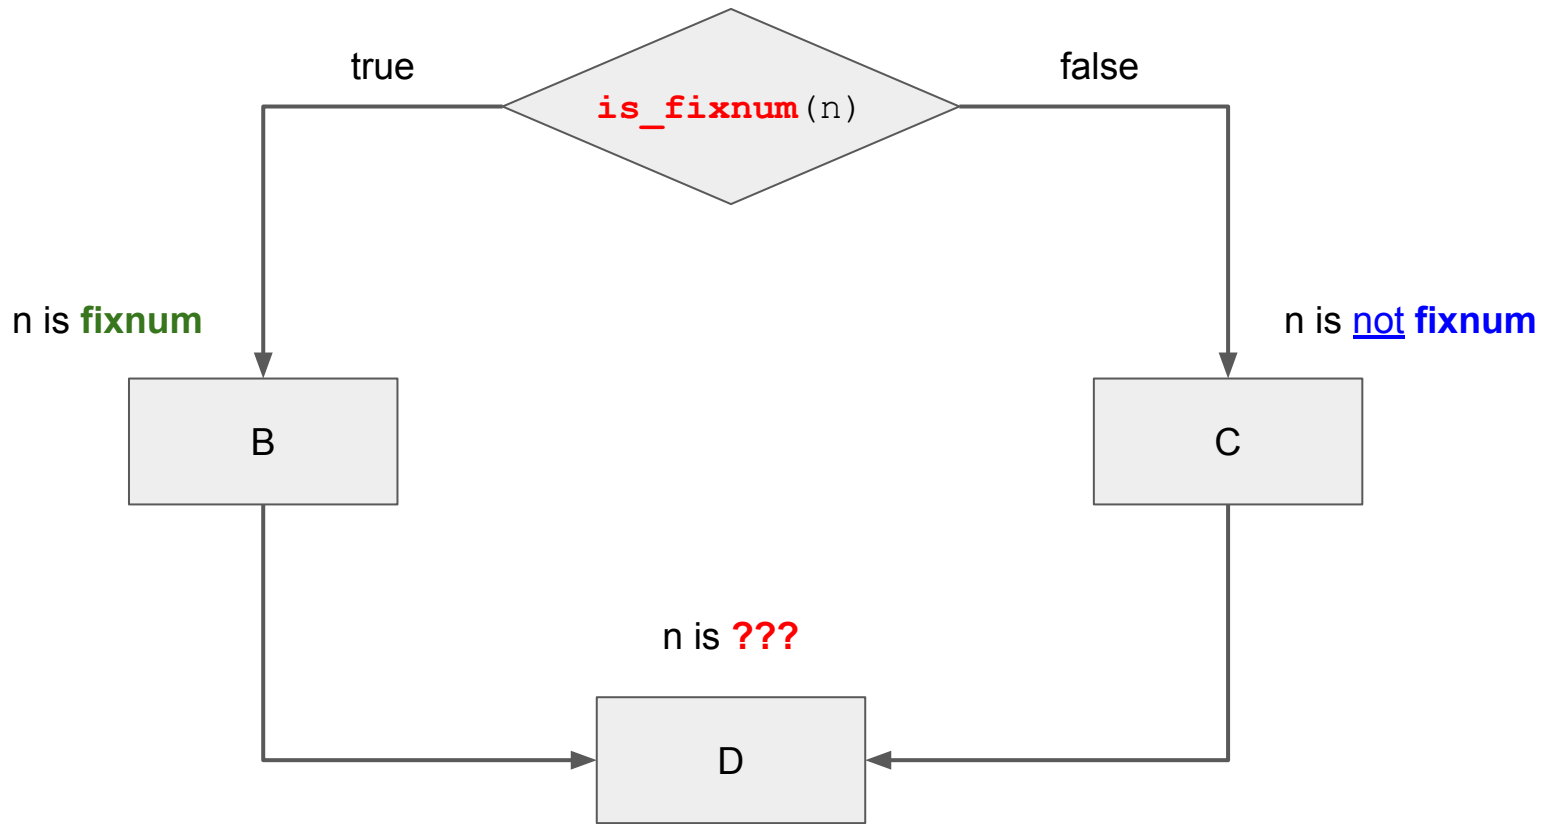 true
false
is_fixnum(n)
n is fixnum
n is not fixnum
B
C
n is ???
D